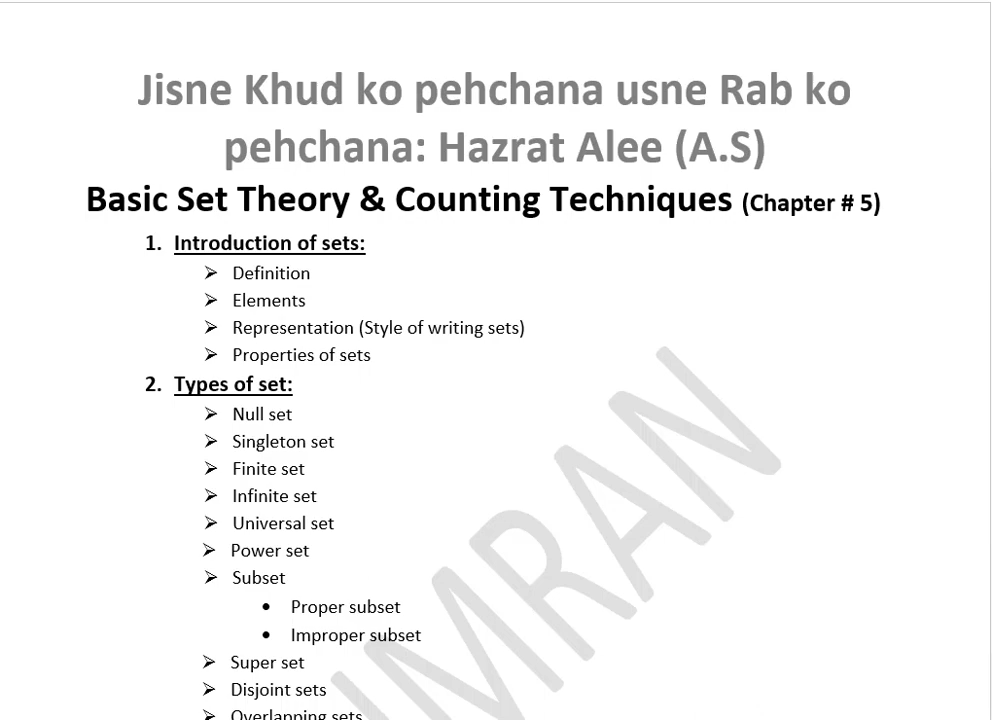 Jisne Khud ko pehchana usne Rab ko
pehchana: Hazrat Alee (A.S)
Basic Set Theory & Counting Techniques (Chapter # 5)
1. Introduction of sets:
➢ Definition
➢ Elements
➢ Representation (Style of writing sets)
➢ Properties of sets
2. Types of set:
➢ Null set
➢ Singleton set
➢ Finite set
➢ Infinite set
➢ Universal set
➢ Power set
➢ Subset
• Proper subset
• Improper subset
➢ Super set
➢ Disjoint sets
➢ Overlapping sets
IMRAN